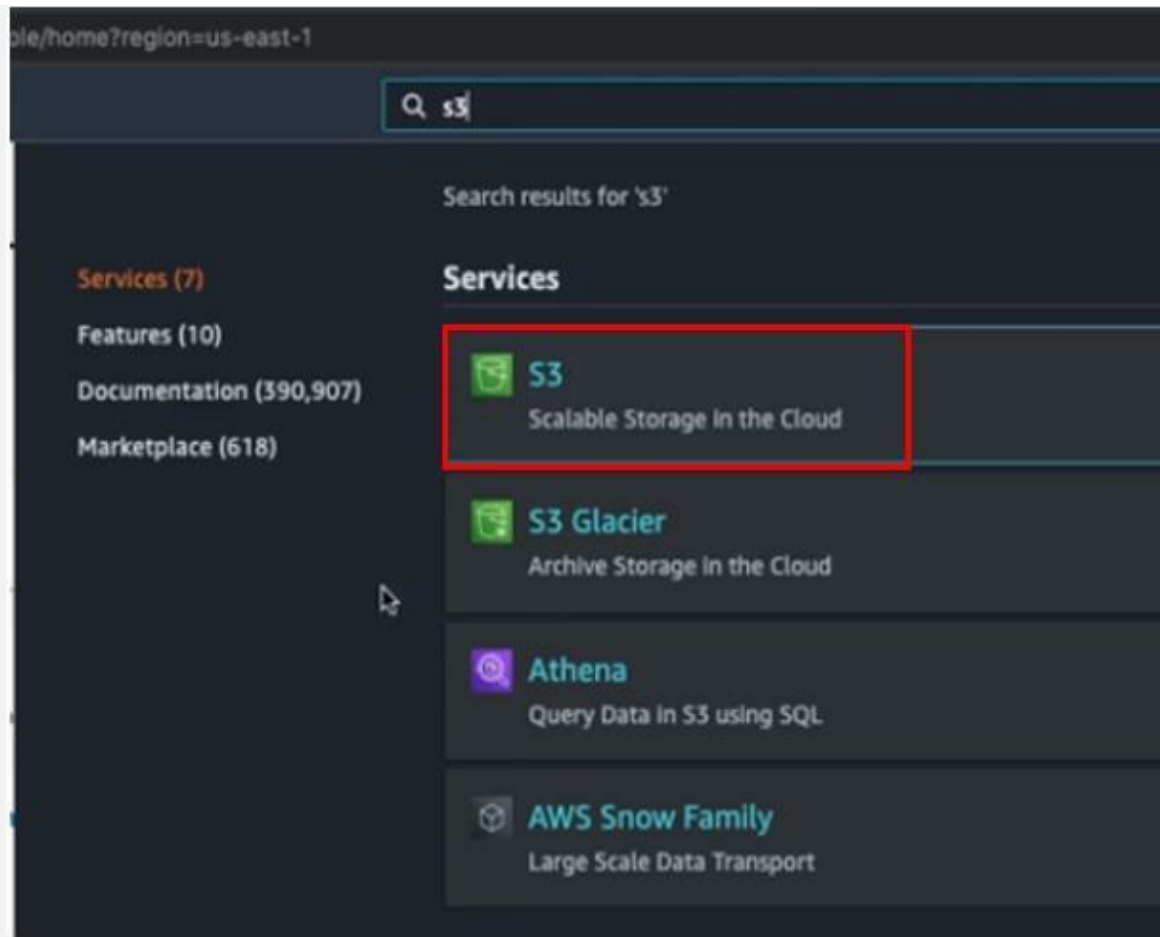 ole/home?region=us-east-1
s3
Search results for 's3'
Services (7)
Features (10)
Documentation (390,907)
Marketplace (618)
Services
S3
Scalable Storage in the Cloud
S3 Glacier
Archive Storage in the Cloud
Athena
Query Data in S3 using SQL
AWS Snow Family
Large Scale Data Transport